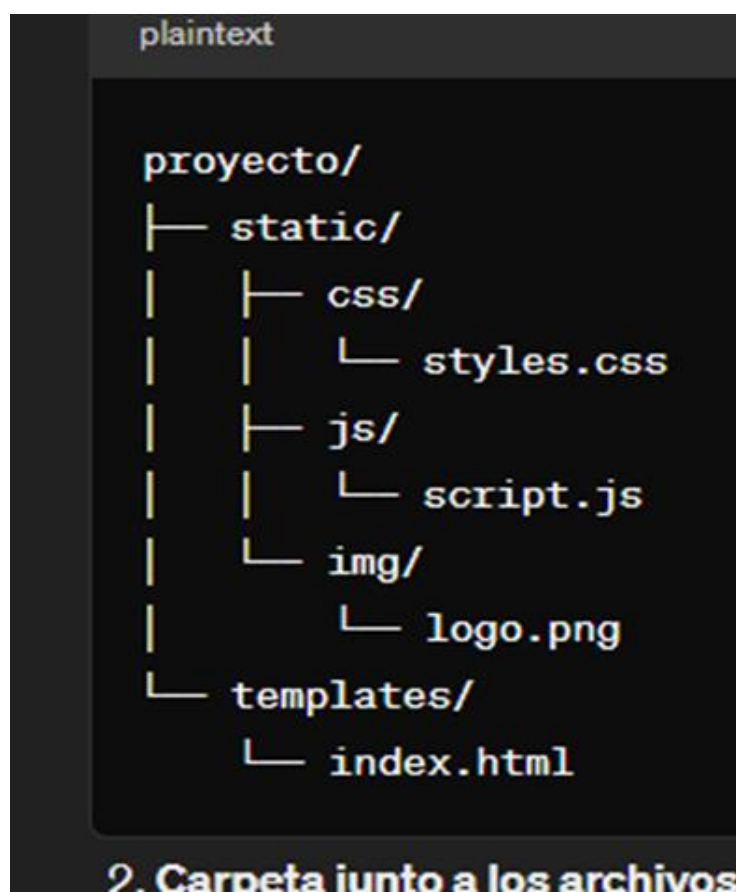 plaintext
proyecto/
├── static/
│   ├── css/
│   │   └── styles.css
│   ├── js/
│   │   └── script.js
│   └── img/
│       └── logo.png
└── templates/
    └── index.html
2. Carpeta junto a los archivos